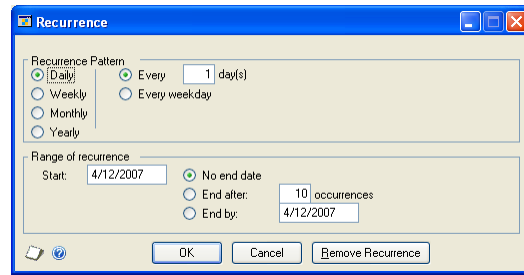 Recurrence
Recurrence Pattern
Daily
Every 1 day(s)
Weekly
Every weekday
Monthly
Yearly
Range of recurrence
Start: 4/12/2007
No end date
End after: 10 occurrences
End by: 4/12/2007
OK Cancel Remove Recurrence